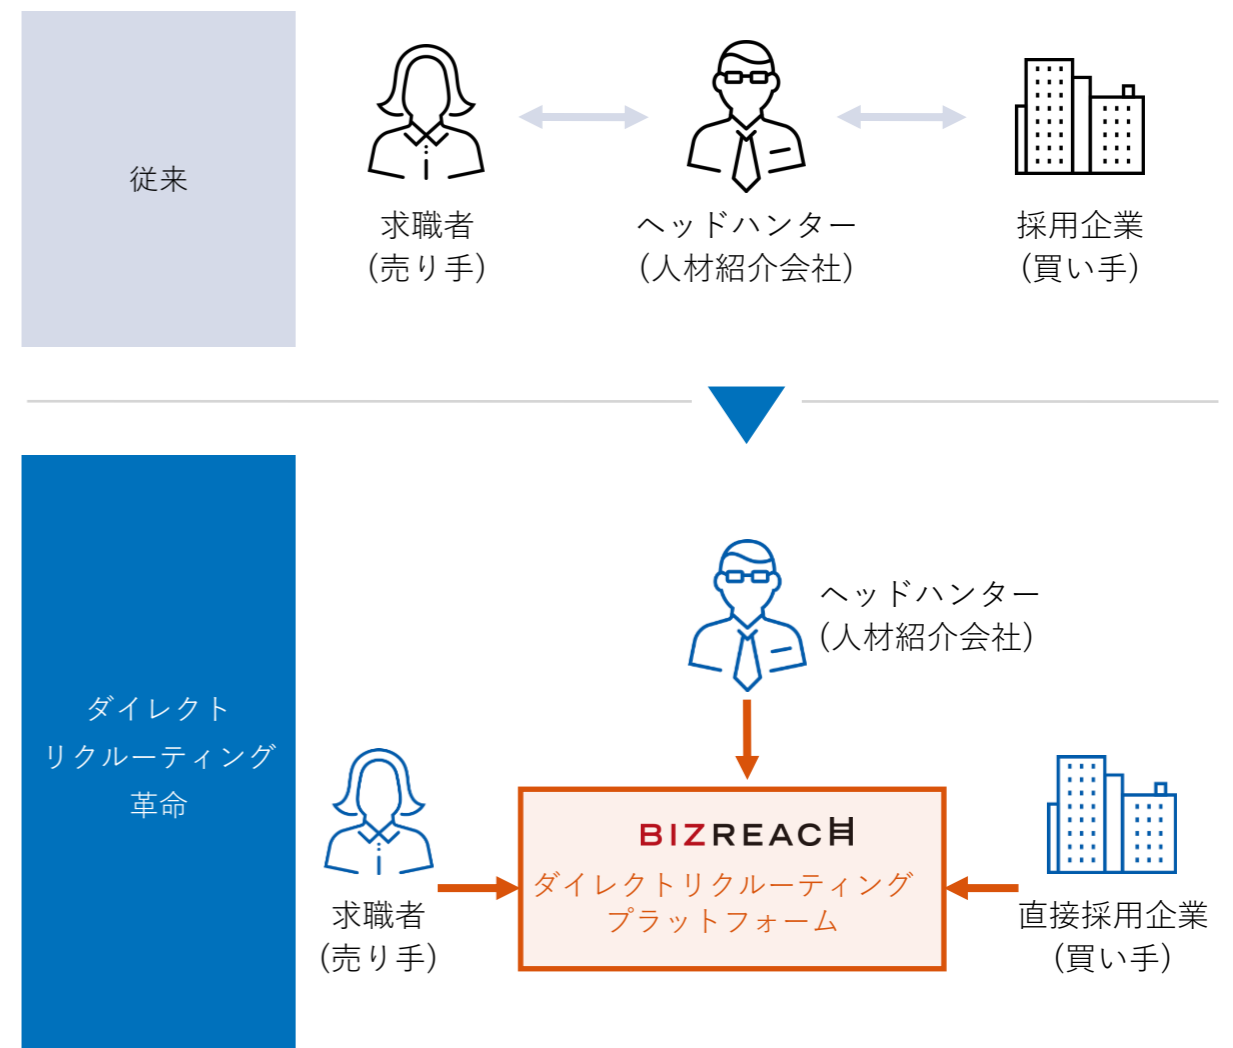 従来
求職者
(売り手)
ヘッドハンター
(人材紹介会社)
採用企業
(買い手)
ダイレクト
リクルーティング
革命
ヘッドハンター
(人材紹介会社)
求職者
(売り手)
BIZREACH
ダイレクトリクルーティング
プラットフォーム
直接採用企業
(買い手)